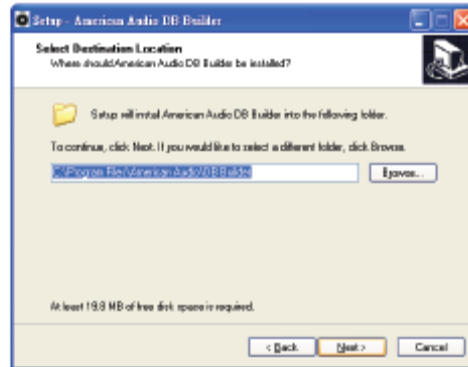 Setup - American Audio DB Builder
Select Destination Location
Where should American Audio DB Builder be installed?
Setup will install American Audio DB Builder into the following folder.
To continue, click Next. If you would like to select a different folder, click Browse.
C:\Program Files\American Audio\DB Builder
Browse...
At least 19.8 MB of free disk space is required.
< Back
Next >
Cancel